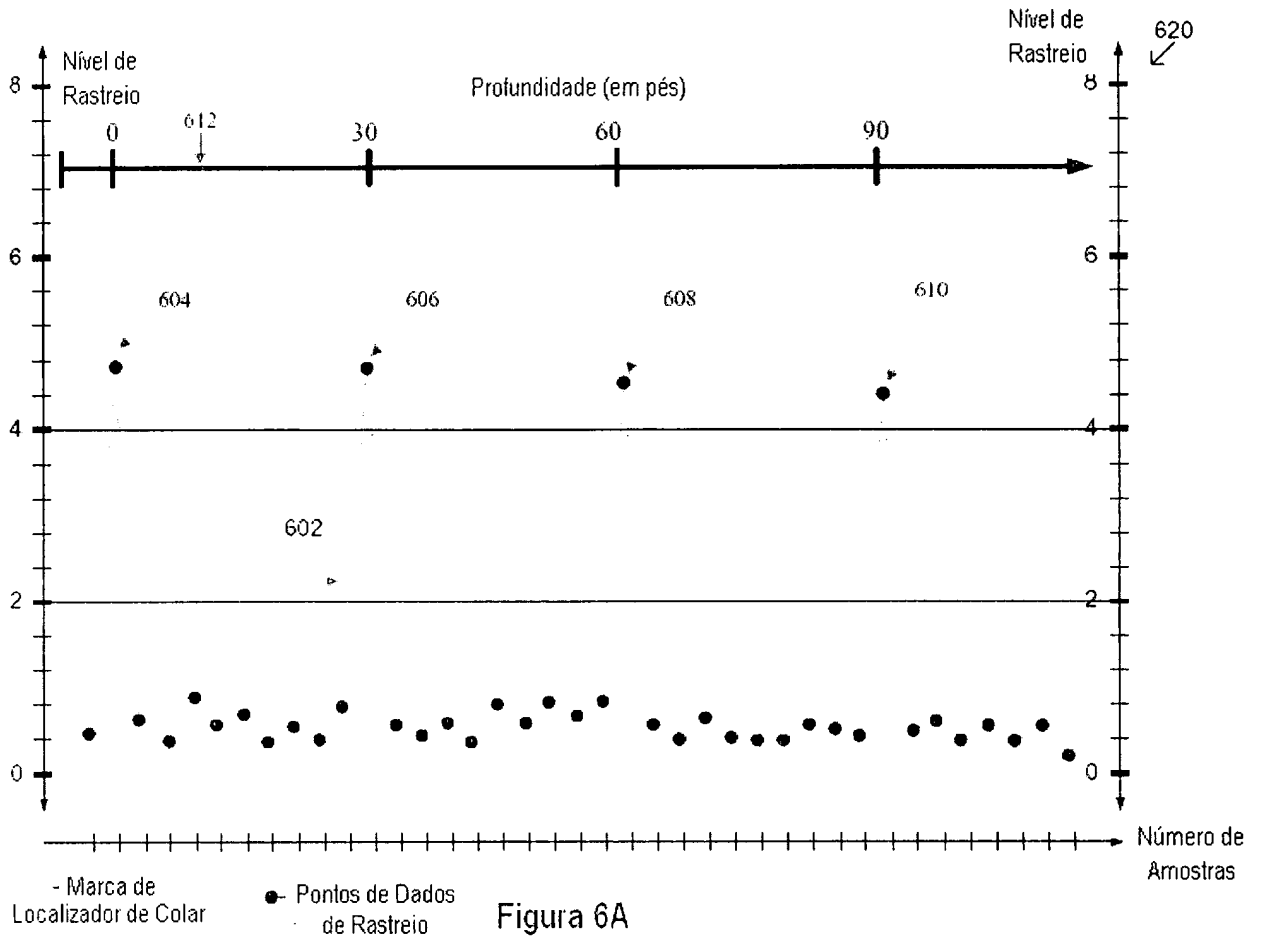 Nível de
Rastreio
620
Nível de
Rastreio
Profundidade (em pés)
8
8
0
612
30
60
90
6
6
604
606
608
610
4
4
602
2
2
0
0
Número de
Amostras
- Marca de
Localizador de Colar
Pontos de Dados
de Rastreio
Figura 6A